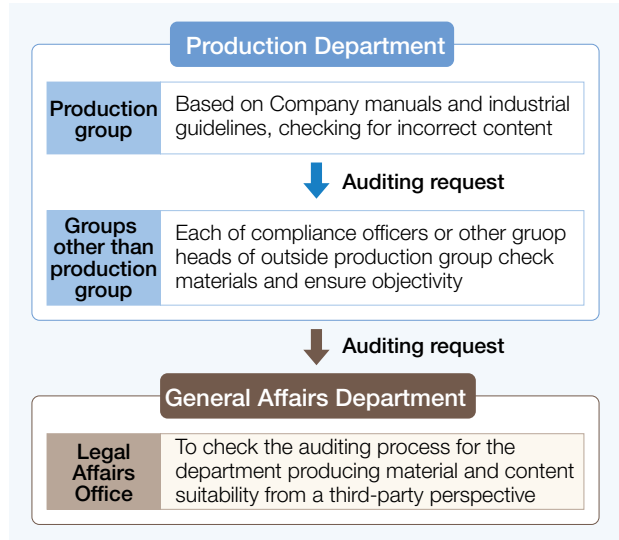 Production Department
Production
group
Based on Company manuals and industrial
guidelines, checking for incorrect content
Auditing request
Groups
other than
production
group
Each of compliance officers or other gruop
heads of outside production group check
materials and ensure objectivity
Auditing request
General Affairs Department
Legal
Affairs
Office
To check the auditing process for the
department producing material and content
suitability from a third-party perspective